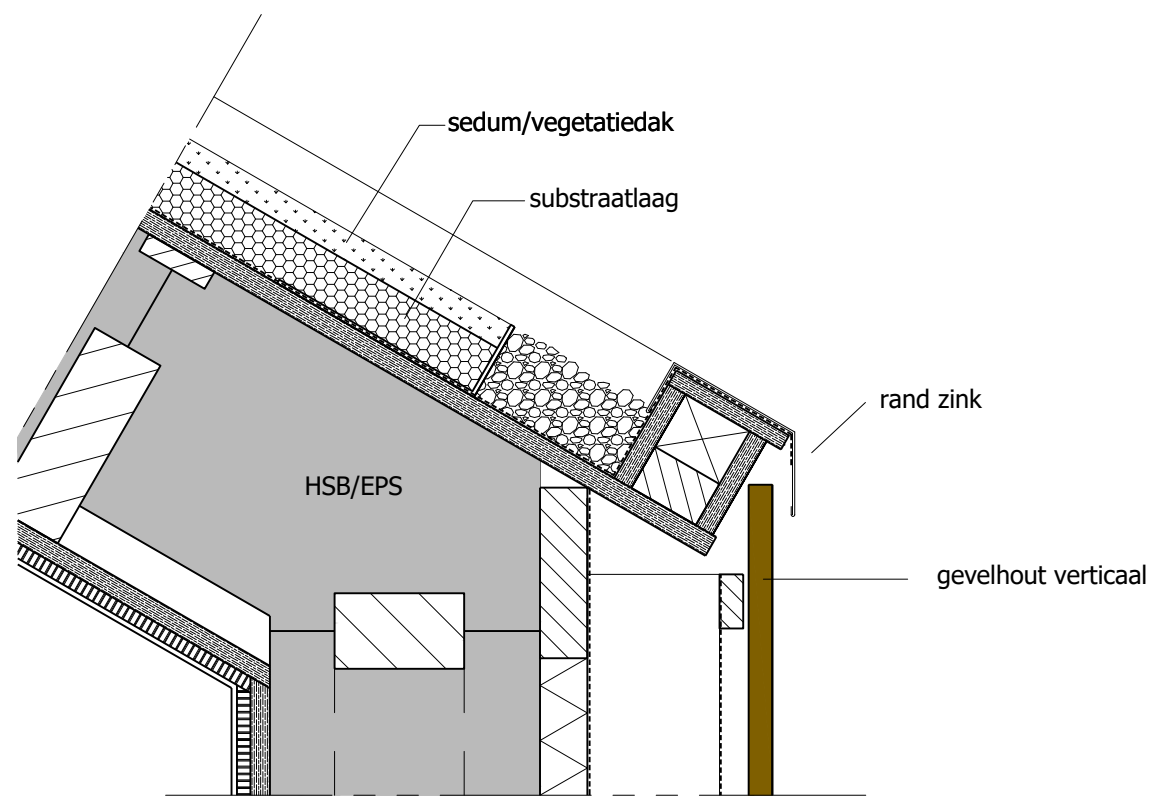 sedum/vegetatiedak
substraatlaag
rand zink
HSB/EPS
gevelhout verticaal